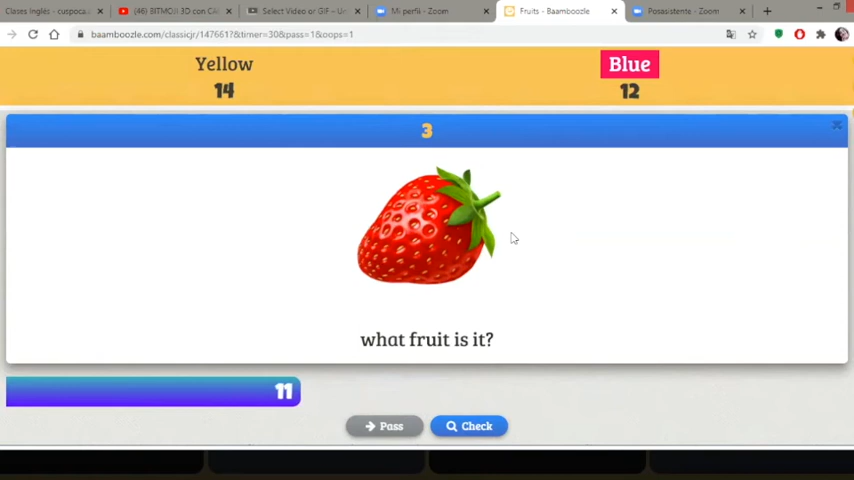 Clases Inglés - cuspoca. (46) BITMOJI 3D con CA Select Video or GIF – Un Mi perfil - Zoom Fruits - Baamboozle Posasistente - Zoom
baamboozle.com/classicjr/147661?&timer=30&pass=1&oops=1
Yellow Blue
14 12
3
what fruit is it?
11
Pass Check